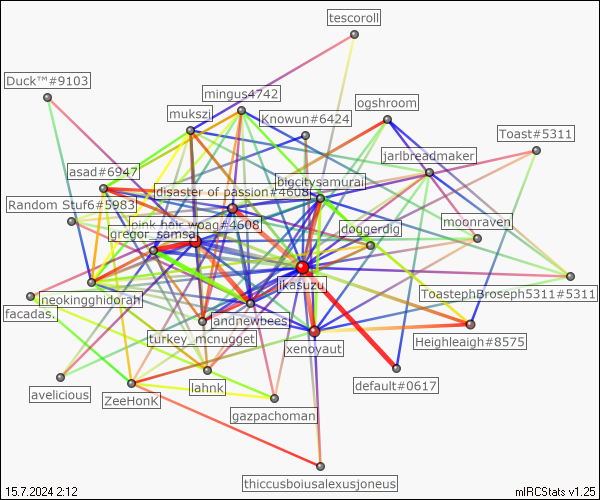 tescoroll
Duck™#9103
mingus4742
ogshroom
mukszi
Knowun#6424
Toast#5311
jarlbreadmaker
asad#6947
bigcitysamurai
disaster of passion#4608
Random Stuf6#5983
moonraven
pink hair woag#4608
doggerdig
gregor_samsa
ikasuzu
ToastephBroseph5311#5311
neokingghidorah
facadas.
jandnewbees
turkey_mcnugget
Heighleaigh#8575
xenoyaut
default#0617
lahnk
avelicious
ZeeHonK
gazpachoman
thiccusboiusalexusjoneus
15.7.2024 2:12
mIRCStats v1.25